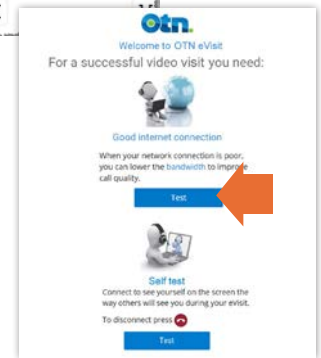 otn.
Welcome to OTN eVisit
For a successful video visit you need:
Good internet connection
When your network connection is poor,
you can lower the bandwidth to improve
call quality.
Test
Self test
Connect to see yourself on the screen the
way others will see you during your evisit.
To disconnect press
Test